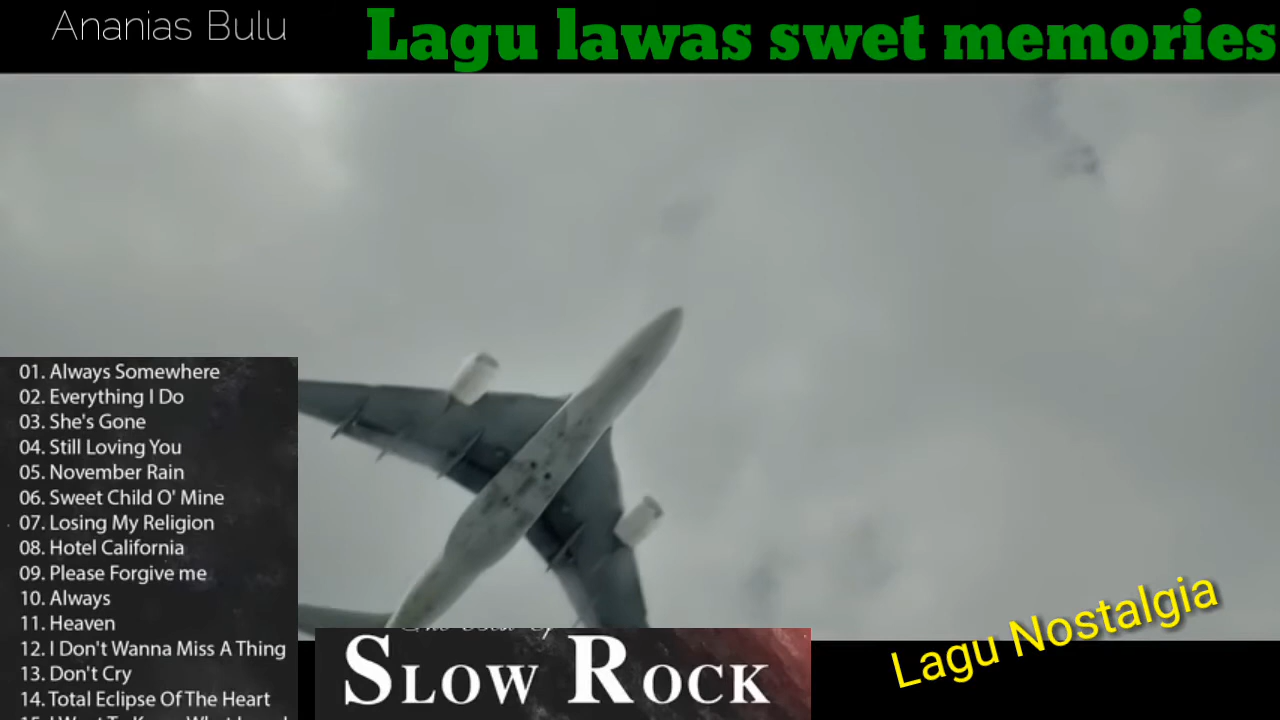 Ananias Bulu
Lagu lawas swet memories
01. Always Somewhere
02. Everything I Do
03. She's Gone
04. Still Loving You
05. November Rain
06. Sweet Child O' Mine
07. Losing My Religion
08. Hotel California
09. Please Forgive me
10. Always
11. Heaven
12. I Don't Wanna Miss A Thing
13. Don't Cry
14. Total Eclipse Of The Heart
SLOW ROCK
Lagu Nostalgia